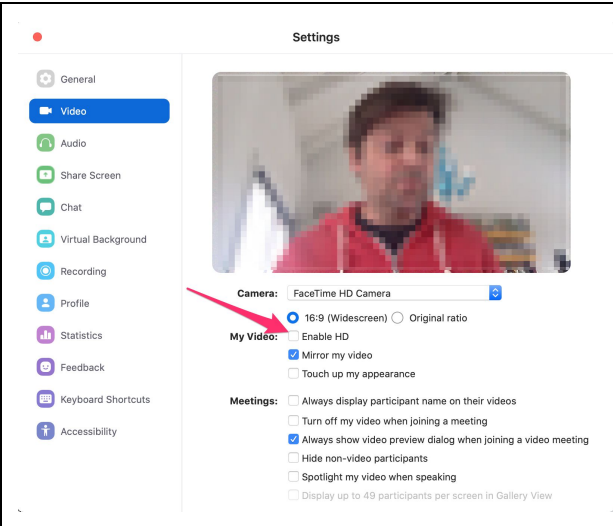 Settings
General
Video
Audio
Share Screen
Chat
Virtual Background
Recording
Profile
Statistics
Feedback
Keyboard Shortcuts
Accessibility
Camera: FaceTime HD Camera
16:9 (Widescreen) Original ratio
My Video: Enable HD
Mirror my video
Touch up my appearance
Meetings: Always display participant name on their videos
Turn off my video when joining a meeting
Always show video preview dialog when joining a video meeting
Hide non-video participants
Spotlight my video when speaking
Display up to 49 participants per screen in Gallery View